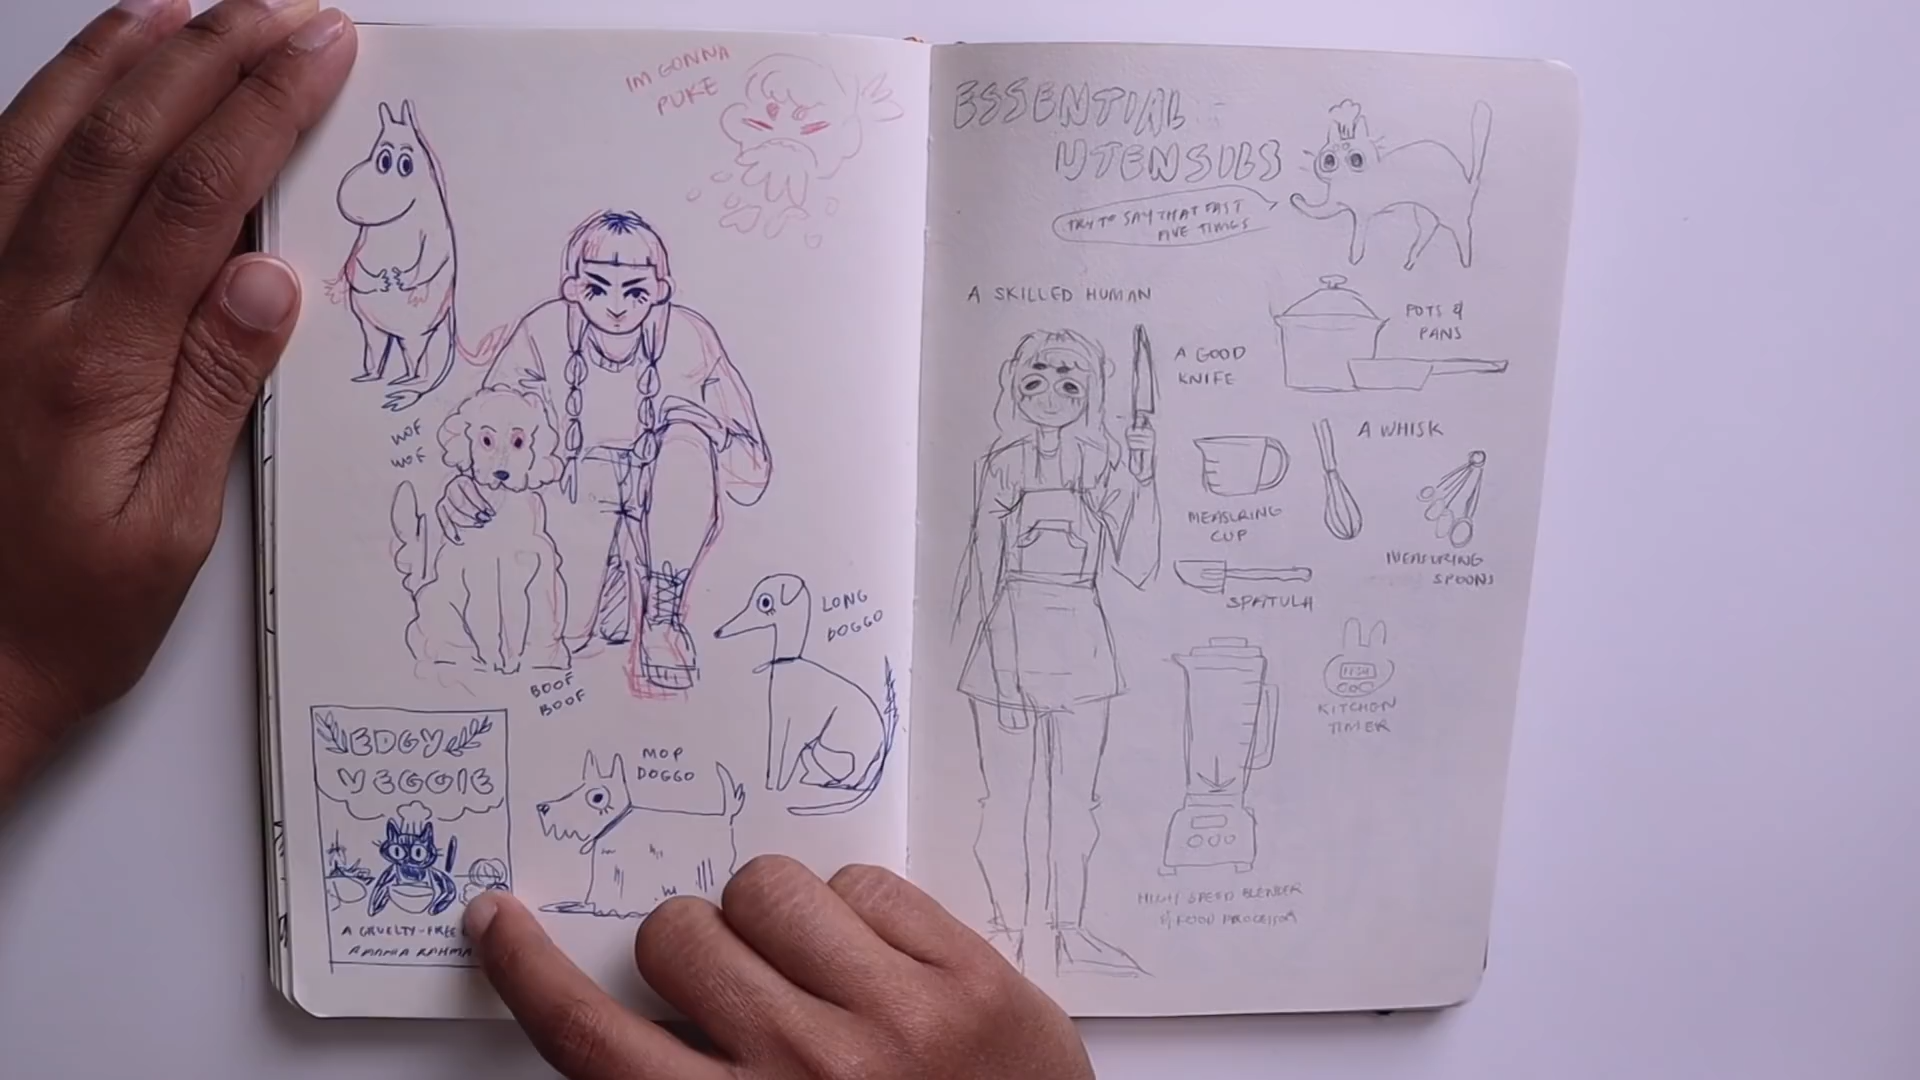 IM GONNA
PUKE
WOF
WOF
BOOF
BOOF
LONG
DOGGO
MOP
DOGGO
EDGY
VEGGIE
A CRUELTY-FREE
RAHMA
ESSENTIAL
UTENSILS
TRY TO SAY THAT FAST
FIVE TIMES
A SKILLED HUMAN
A GOOD
KNIFE
POTS &
PANS
A WHISK
MEASURING
CUP
MEASURING
SPOONS
SPATULA
KITCHEN
TIMER
HIGH SPEED BLENDER
& FOOD PROCESSOR